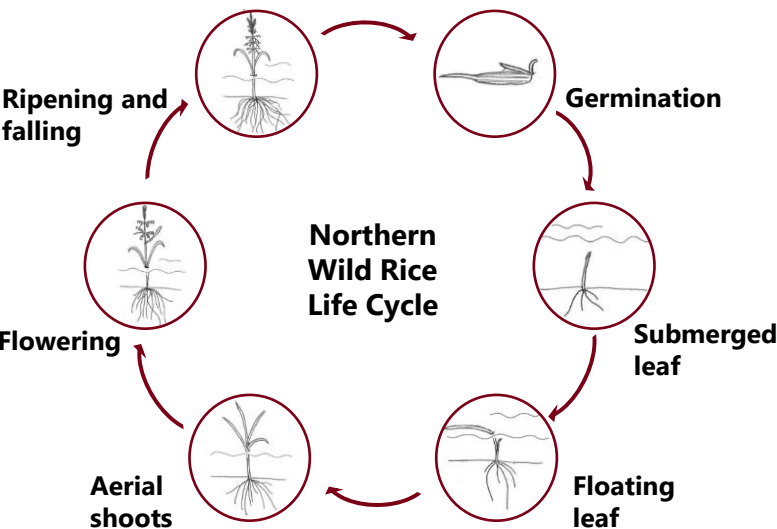 Northern
Wild Rice
Life Cycle
Germination
Submerged
leaf
Floating
leaf
Aerial
shoots
Flowering
Ripening and
falling